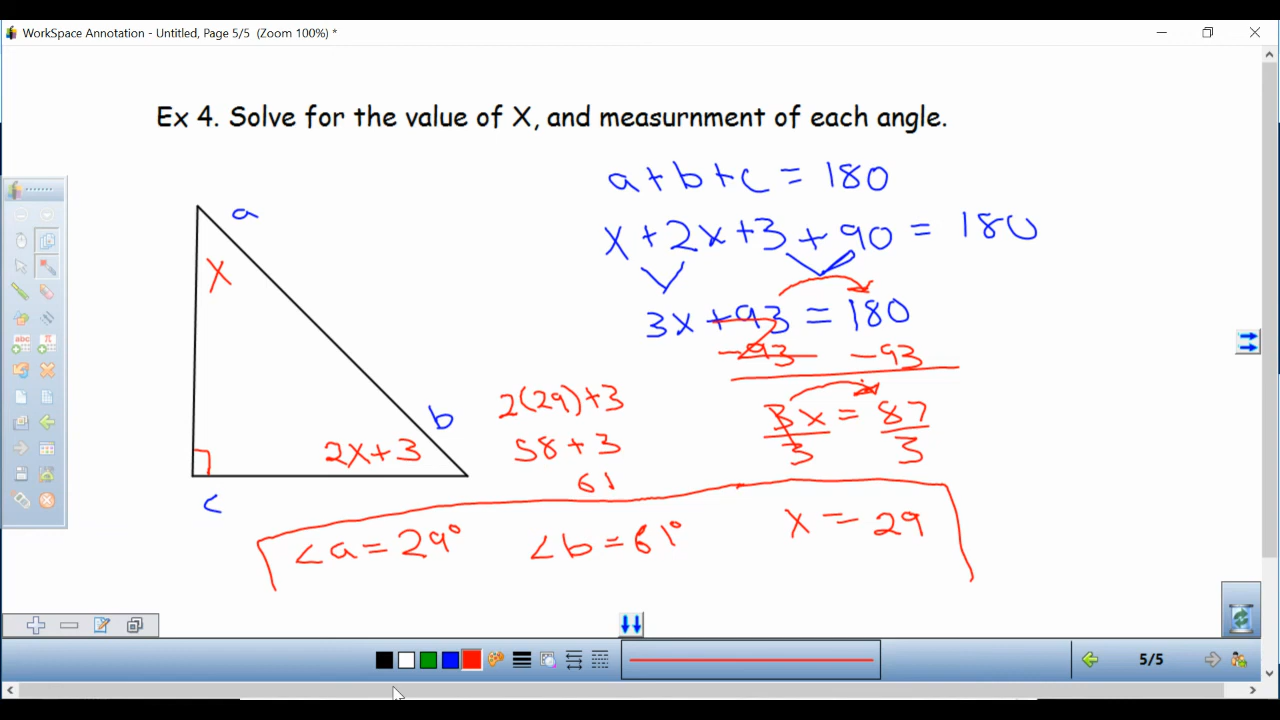 WorkSpace Annotation - Untitled, Page 5/5 (Zoom 100%) *
Ex 4. Solve for the value of X, and measurnment of each angle.
a + b + c = 180
x + 2x + 3 + 90 = 180
3x + 93 = 180
-93 -93
3x = 87
3 3
x = 29
a
X
b
2X+3
c
2(29)+3
58 + 3
61
∠a = 29° ∠b = 61°
abc
π
5/5